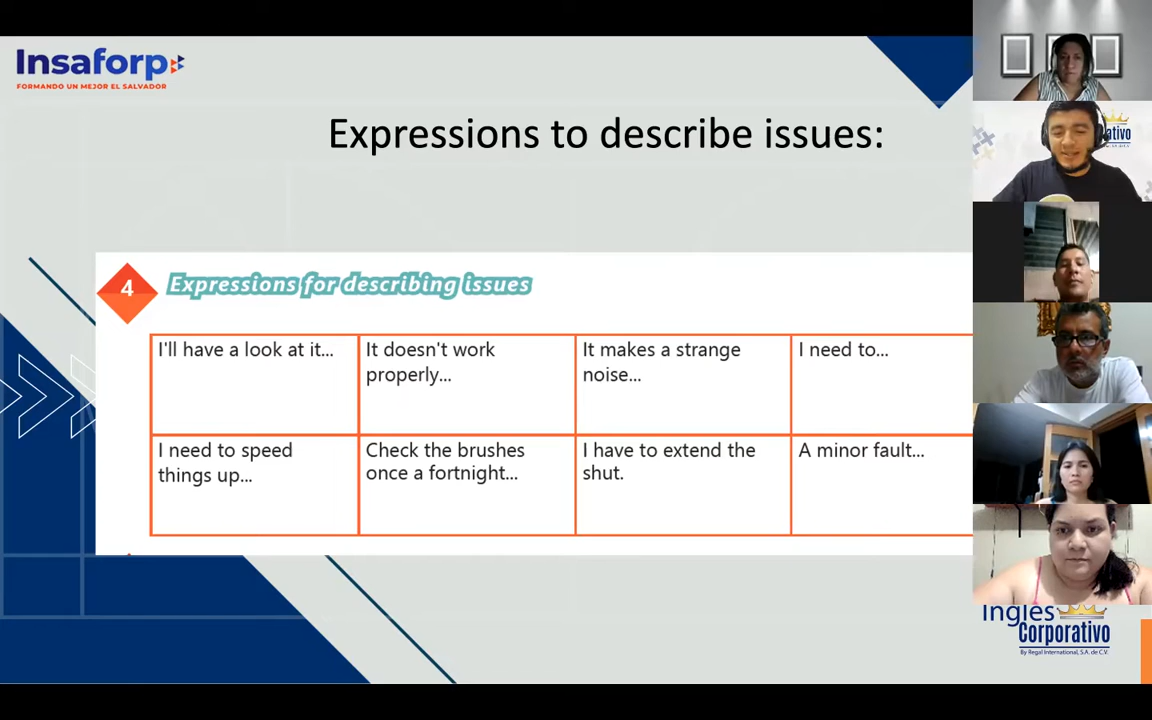 Insaforp
FORMANDO UN MEJOR EL SALVADOR
Expressions to describe issues:
4
Expressions for describing issues
I'll have a look at it...
It doesn't work
properly...
It makes a strange
noise...
I need to...
I need to speed
things up...
Check the brushes
once a fortnight...
I have to extend the
shut.
A minor fault...
ativo
Inglés
Corporativo
By Regal International, S.A. de C.V.